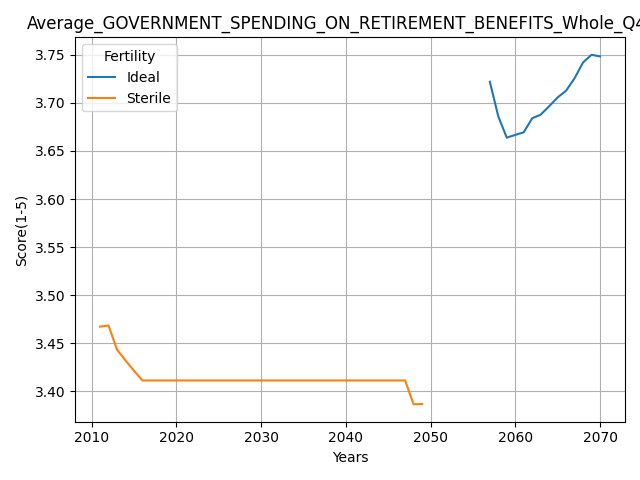 Average_GOVERNMENT_SPENDING_ON_RETIREMENT_BENEFITS_Whole_Q4
Fertility
Ideal
Sterile
Score(1-5)
3.75
3.70
3.65
3.60
3.55
3.50
3.45
3.40
2010 2020 2030 2040 2050 2060 2070
Years